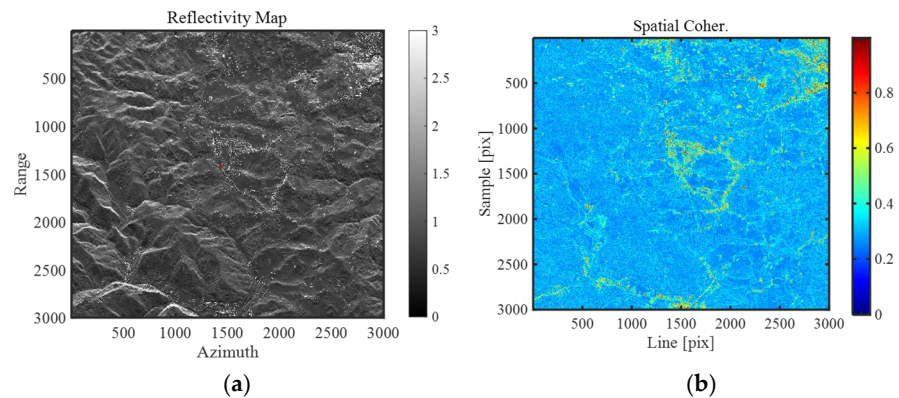 Reflectivity Map
500
1000
1500
2000
2500
3000
Range
500 1000 1500 2000 2500 3000
Azimuth
3
2.5
2
1.5
1
0.5
0
(a)
Spatial Coher.
500
1000
1500
2000
2500
3000
Sample [pix]
500 1000 1500 2000 2500 3000
Line [pix]
0.8
0.6
0.4
0.2
0
(b)